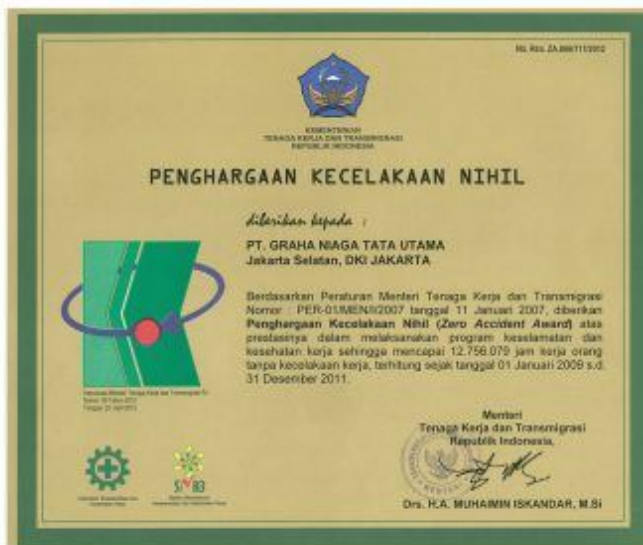 KEMENTERIAN
TENAGA KERJA DAN TRANSMIGRASI
REPUBLIK INDONESIA
PENGHARGAAN KECELAKAAN NIHIL
diberikan kepada :
PT. GRAHA NIAGA TATA UTAMA
Jakarta Selatan, DKI JAKARTA
Berdasarkan Peraturan Menteri Tenaga Kerja dan Transmigrasi
Nomor : PER-01/MEN/I/2007 tanggal 11 Januari 2007, diberikan
Penghargaan Kecelakaan Nihil (Zero Accident Award) atas
prestasinya dalam melaksanakan program keselamatan dan
kesehatan kerja sehingga mencapai 12.756.079 jam kerja orang
tanpa kecelakaan kerja, terhitung sejak tanggal 01 Januari 2009 s.d.
31 Desember 2011.
Menteri
Tenaga Kerja dan Transmigrasi
Republik Indonesia,
Drs. H.A. MUHAIMIN ISKANDAR, M.Si